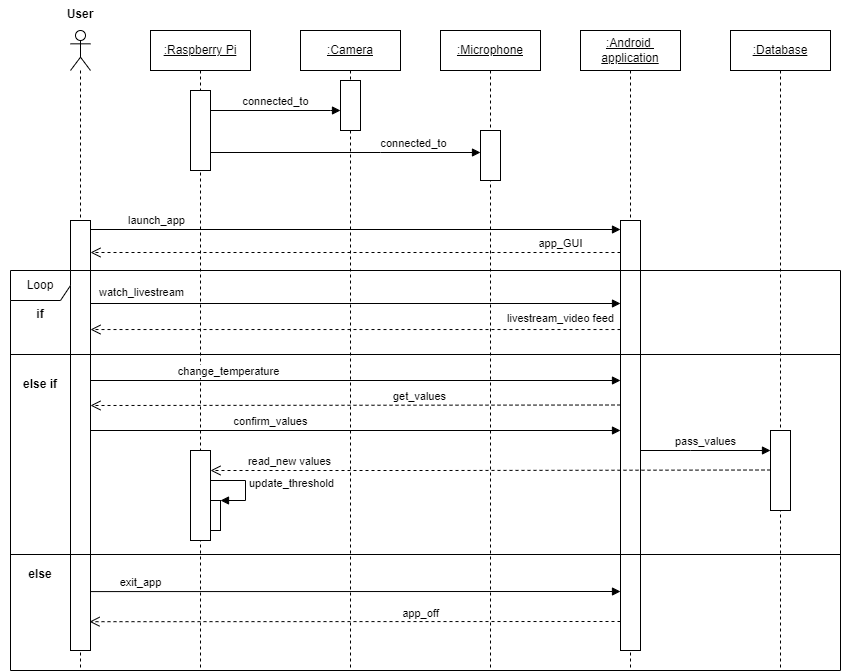 User
:Raspberry Pi
:Camera
:Microphone
:Android
application
:Database
connected_to
connected_to
launch_app
app_GUI
Loop
watch_livestream
if
livestream_video feed
else if
change_temperature
get_values
confirm_values
pass_values
read_new values
update_threshold
else
exit_app
app_off